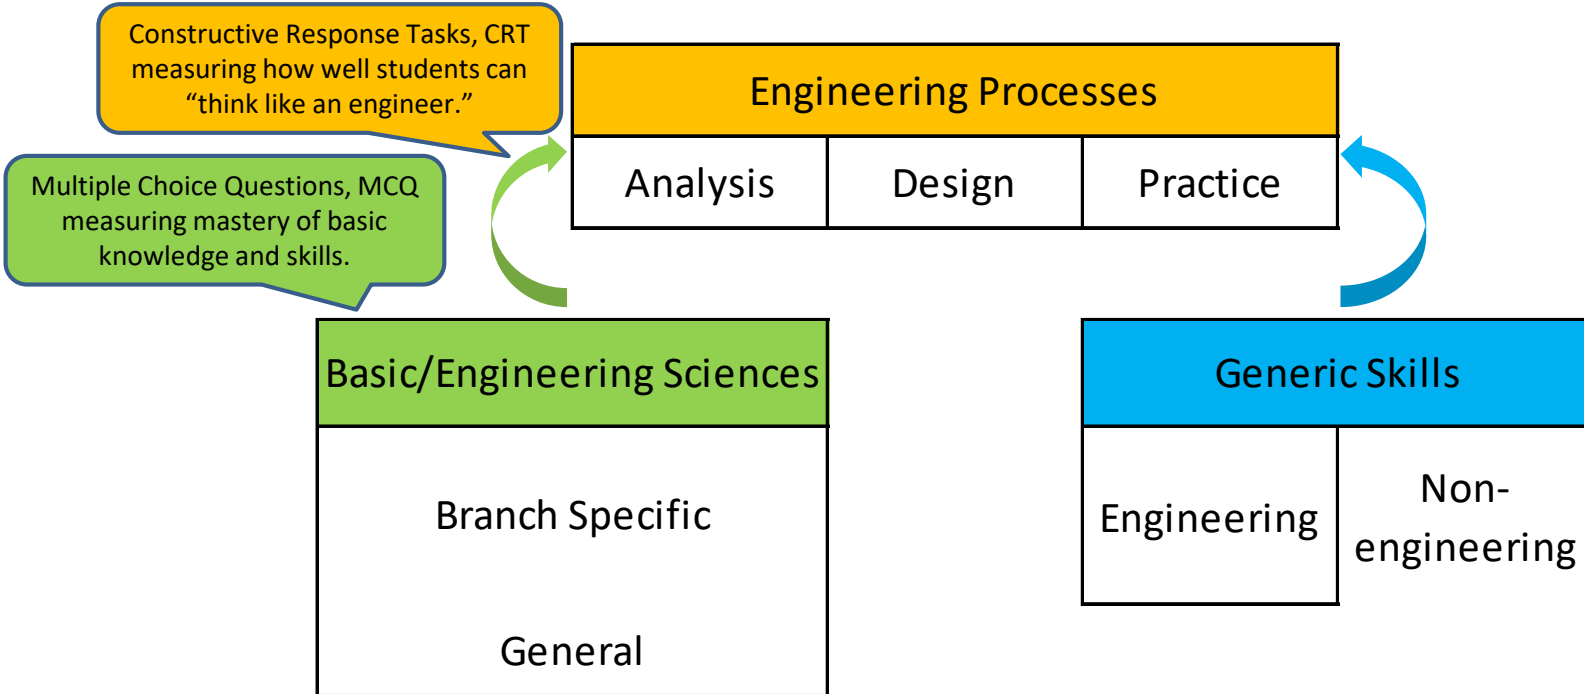 Constructive Response Tasks, CRT
measuring how well students can
“think like an engineer.”
Engineering Processes
Analysis Design Practice
Multiple Choice Questions, MCQ
measuring mastery of basic
knowledge and skills.
Basic/Engineering Sciences
Branch Specific
General
Generic Skills
Engineering
Non-
engineering